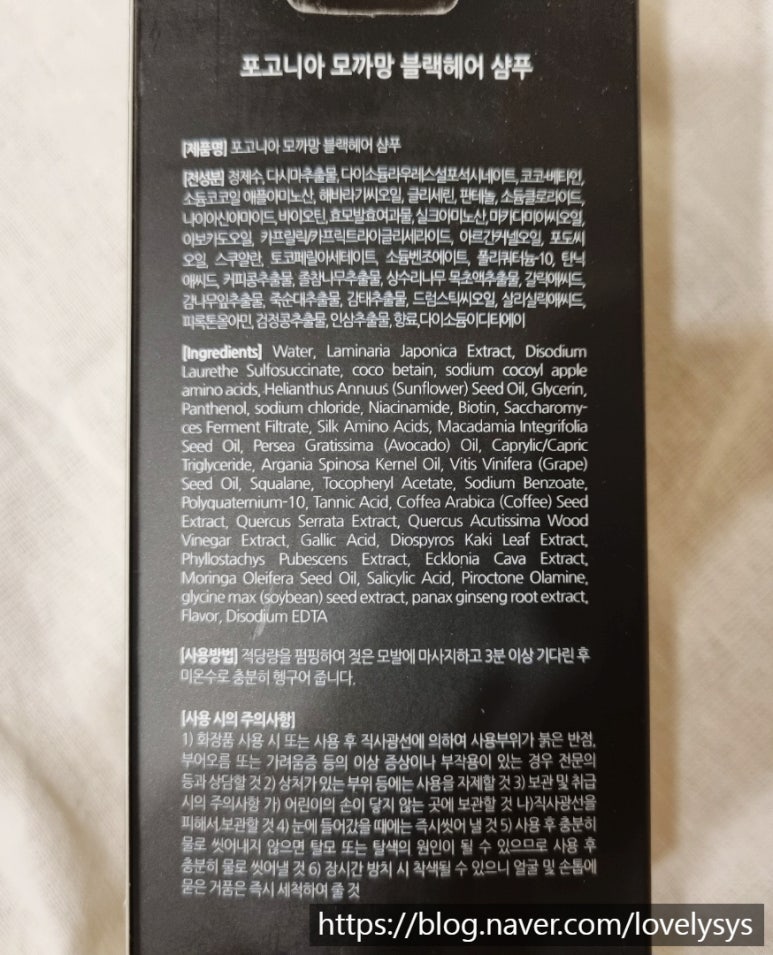 포고니아 모까망 블랙헤어 샴푸
[제품명] 포고니아 모까망 블랙헤어 샴푸
[전성분] 정제수, 다시마추출물, 다이소듐라우레스설포석시네이트, 코코-베타인,
소듐코코일 애플아미노산, 해바라기씨오일, 글리세린, 판테놀, 소듐클로라이드,
나이아신아마이드, 바이오틴, 효모발효여과물, 실크아미노산, 마카다미아씨오일,
아보카도오일, 카프릴릭/카프릭트라이글리세라이드, 아르간커넬오일, 포도씨
오일, 스쿠알란, 토코페릴아세테이트, 소듐벤조에이트, 폴리쿼터늄-10, 탄닉
애씨드, 커피콩추출물, 졸참나무추출물, 상수리나무 목초액추출물, 갈릭애씨드,
감나무잎추출물, 죽순대추출물, 감태추출물, 드럼스틱씨오일, 살리실릭애씨드,
피록토올아민, 검정콩추출물, 인삼추출물, 향료, 다이소듐이디티에이
[Ingredients] Water, Laminaria Japonica Extract, Disodium
Laurethe Sulfosuccinate, coco betain, sodium cocoyl apple
amino acids, Helianthus Annuus (Sunflower) Seed Oil, Glycerin,
Panthenol, sodium chloride, Niacinamide, Biotin, Saccharomy-
ces Ferment Filtrate, Silk Amino Acids, Macadamia Integrifolia
Seed Oil, Persea Gratissima (Avocado) Oil, Caprylic/Capric
Triglyceride, Argania Spinosa Kernel Oil, Vitis Vinifera (Grape)
Seed Oil, Squalane, Tocopheryl Acetate, Sodium Benzoate,
Polyquaternium-10, Tannic Acid, Coffea Arabica (Coffee) Seed
Extract, Quercus Serrata Extract, Quercus Acutissima Wood
Vinegar Extract, Gallic Acid, Diospyros Kaki Leaf Extract,
Phyllostachys Pubescens Extract, Ecklonia Cava Extract,
Moringa Oleifera Seed Oil, Salicylic Acid, Piroctone Olamine,
glycine max (soybean) seed extract, panax ginseng root extract,
Flavor, Disodium EDTA
[사용방법] 적당량을 펌핑하여 젖은 모발에 마사지하고 3분 이상 기다린 후
미온수로 충분히 헹구어 줍니다.
[사용 시의 주의사항]
1) 화장품 사용 시 또는 사용 후 직사광선에 의하여 사용부위가 붉은 반점,
부어오름 또는 가려움증 등의 이상 증상이나 부작용이 있는 경우 전문의
등과 상담할 것 2) 상처가 있는 부위 등에는 사용을 자제할 것 3) 보관 및 취급
시의 주의사항 가) 어린이의 손이 닿지 않는 곳에 보관할 것 나)직사광선을
피해서 보관할 것 4) 눈에 들어갔을 때에는 즉시씻어 낼 것 5) 사용 후 충분히
물로 씻어내지 않으면 탈모 또는 탈색의 원인이 될 수 있으므로 사용 후
충분히 물로 씻어낼 것 6) 장시간 방치 시 착색될 수 있으니 얼굴 및 손톱에
묻은 거품은 즉시 세척하여 줄 것
https://blog.naver.com/lovelysys